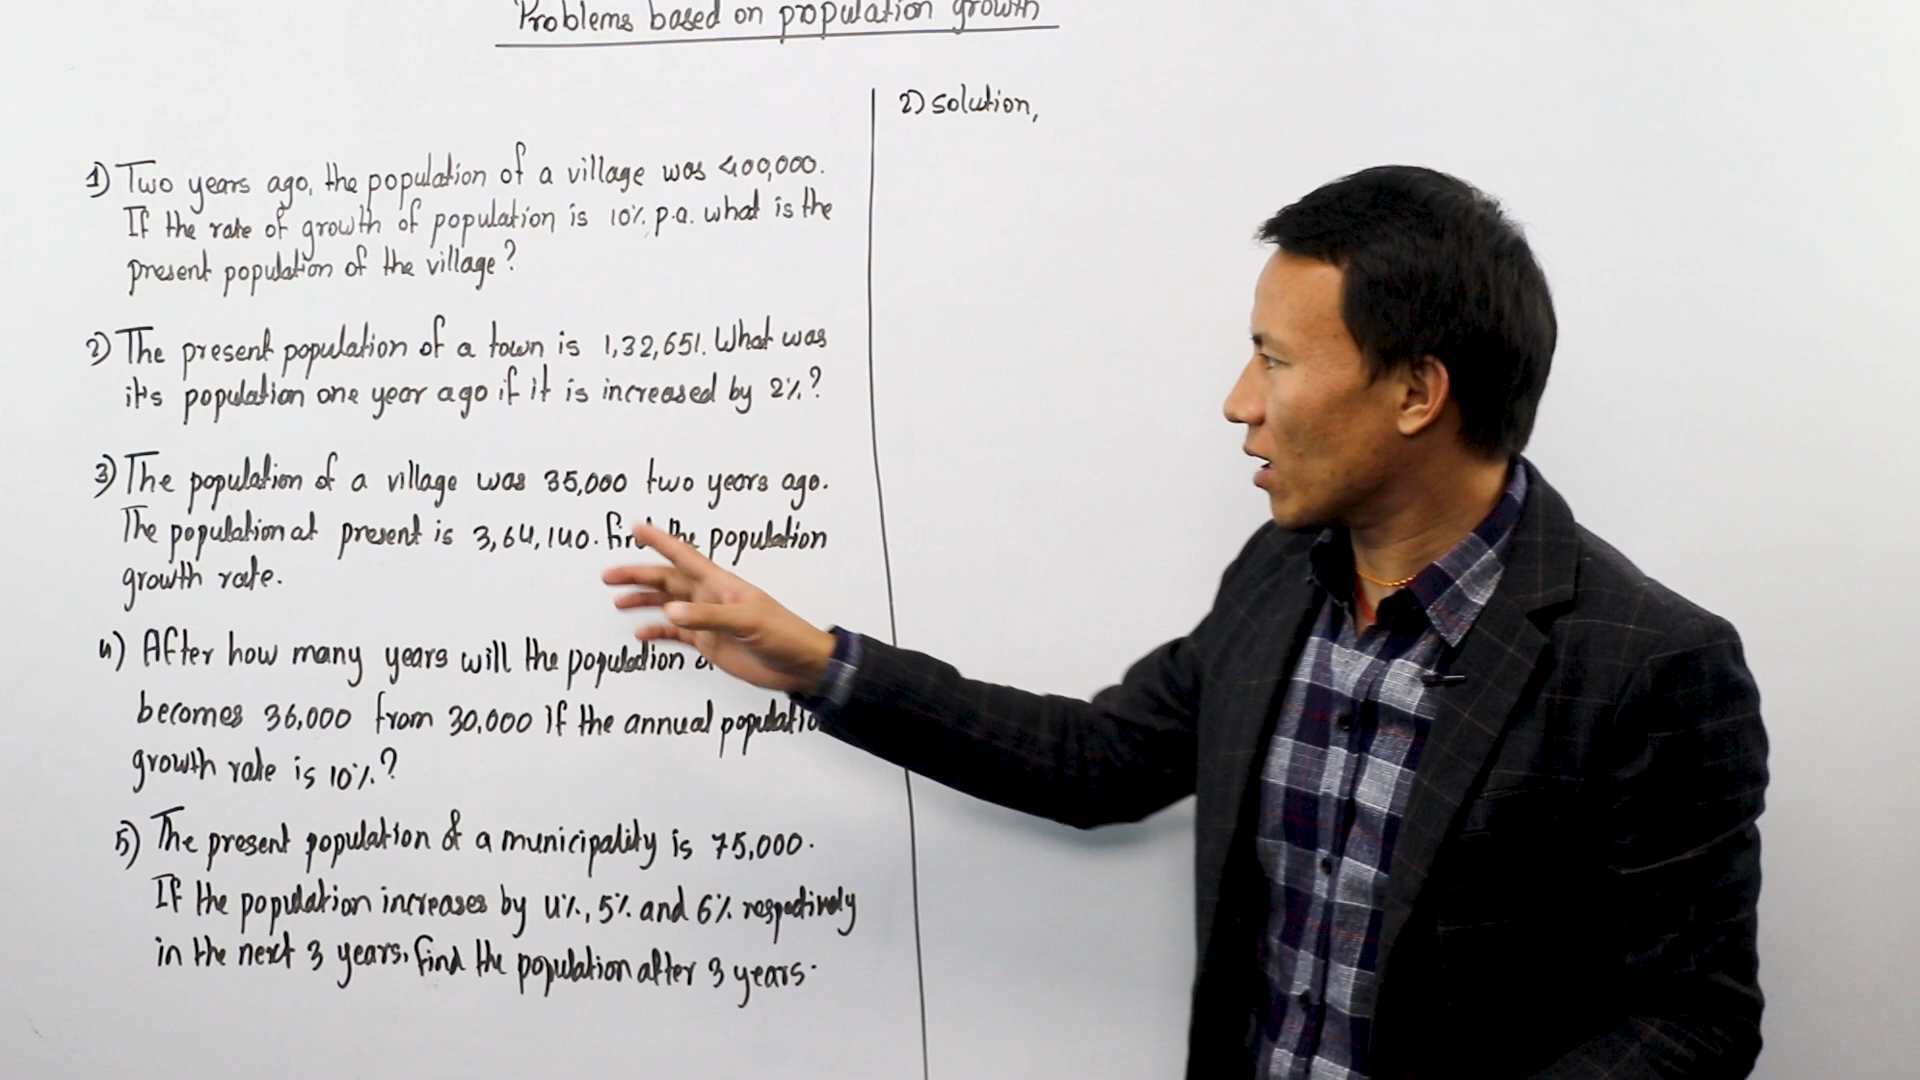 Problems based on population growth
2) solution,
1) Two years ago, the population of a village was 400,000.
If the rate of growth of population is 10% p.a. what is the
present population of the village?
2) The present population of a town is 1,32,651. What was
it's population one year ago if it is increased by 2%?
3) The population of a village was 35,000 two years ago.
The population at present is 3,64,140. find the population
growth rate.
4) After how many years will the population
becomes 36,000 from 30,000 if the annual population
growth rate is 10%?
5) The present population of a municipality is 75,000.
If the population increases by 4%, 5% and 6% respectively
in the next 3 years, find the population after 3 years.